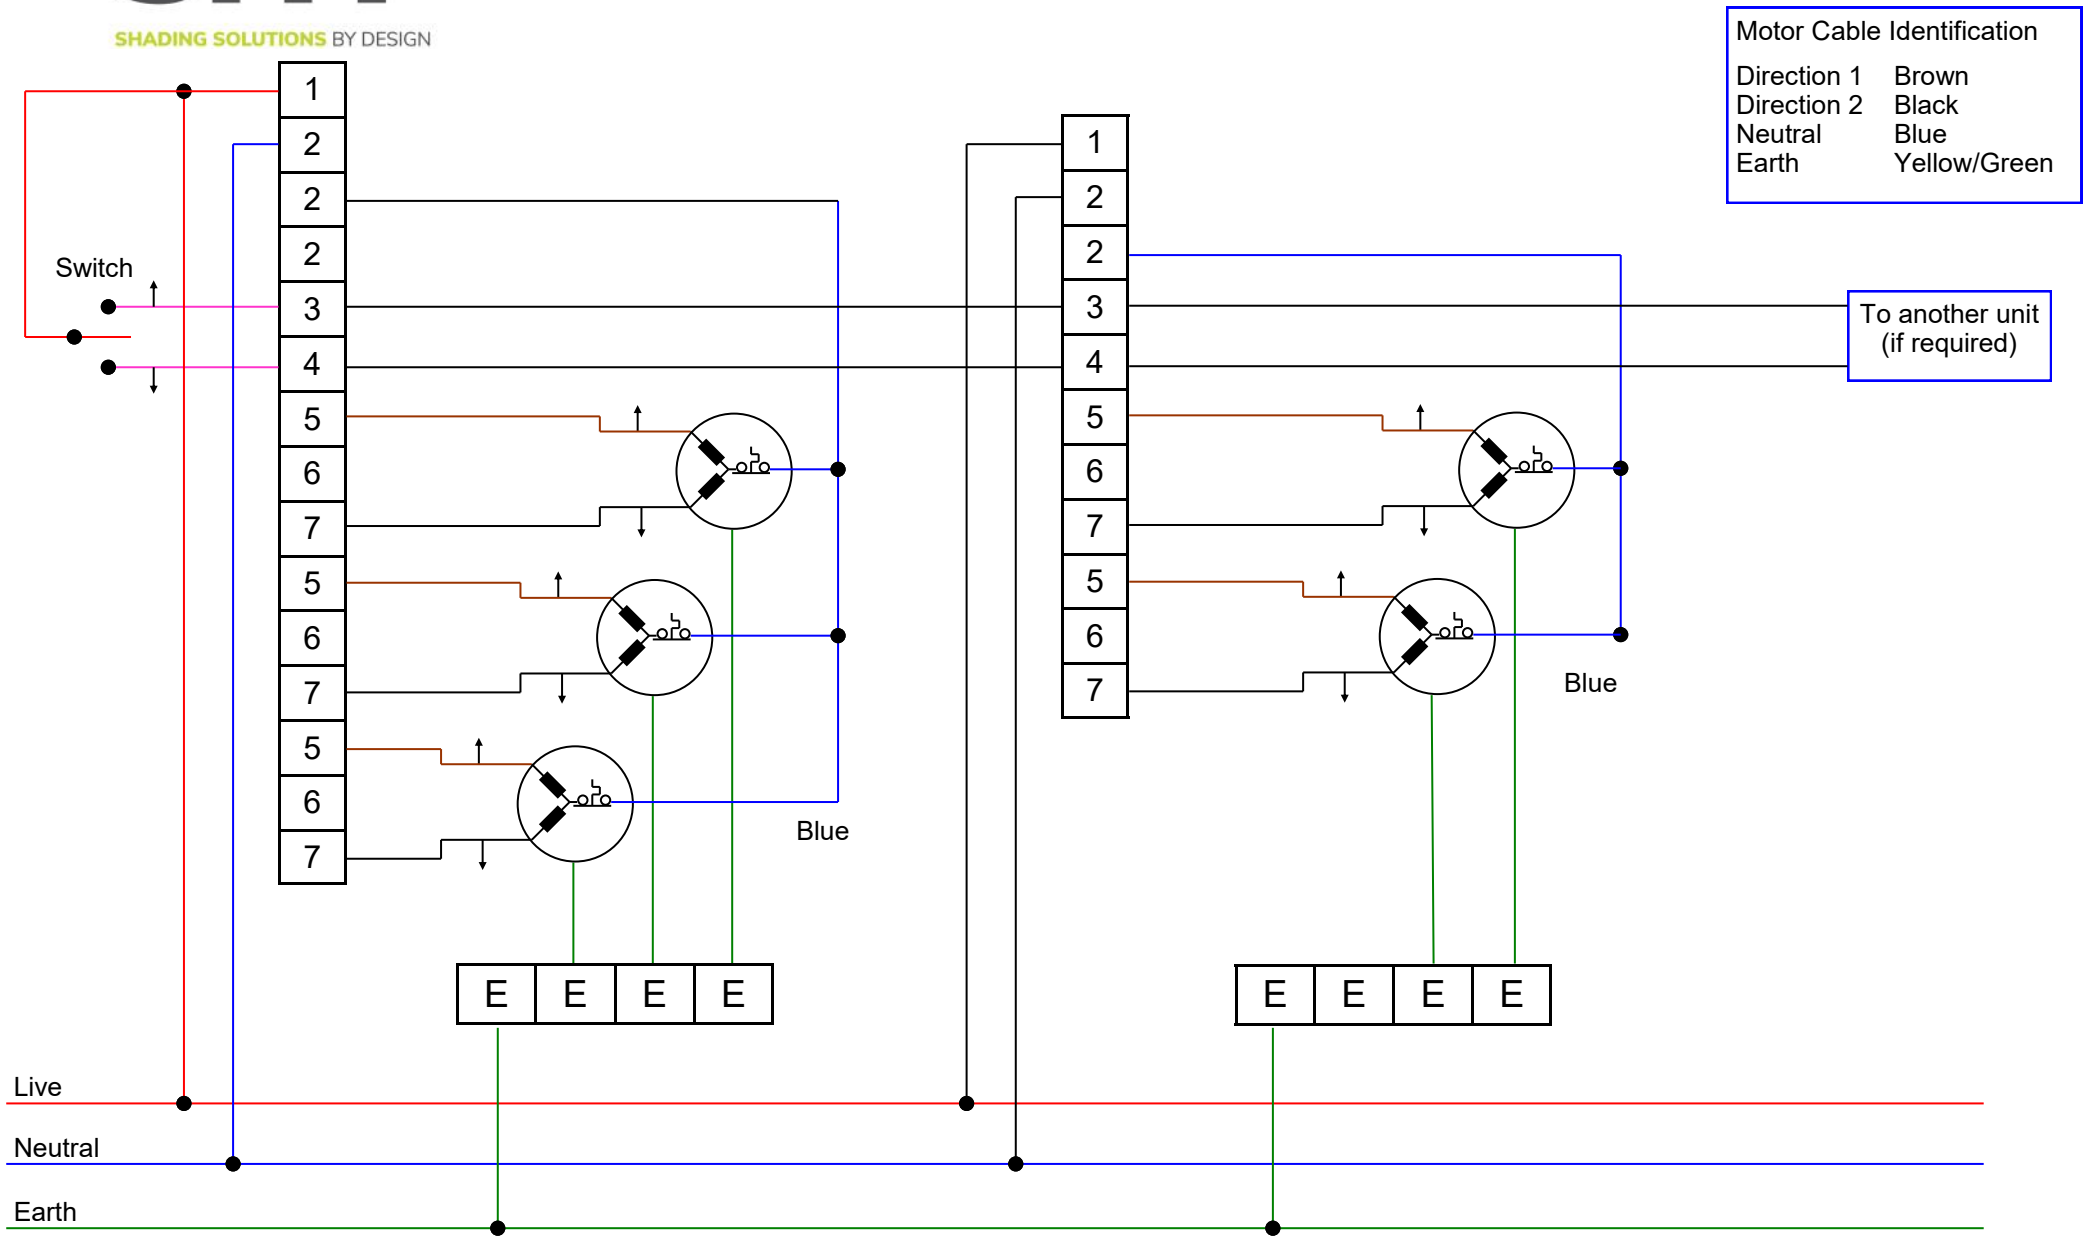 SHADING SOLUTIONS BY DESIGN
Motor Cable Identification
Direction 1 Brown
Direction 2 Black
Neutral Blue
Earth Yellow/Green
Switch
1
2
2
2
3
4
5
6
7
5
6
7
5
6
7
Blue
E E E E
1
2
2
3
4
5
6
7
5
6
7
Blue
To another unit
(if required)
E E E E
Live
Neutral
Earth